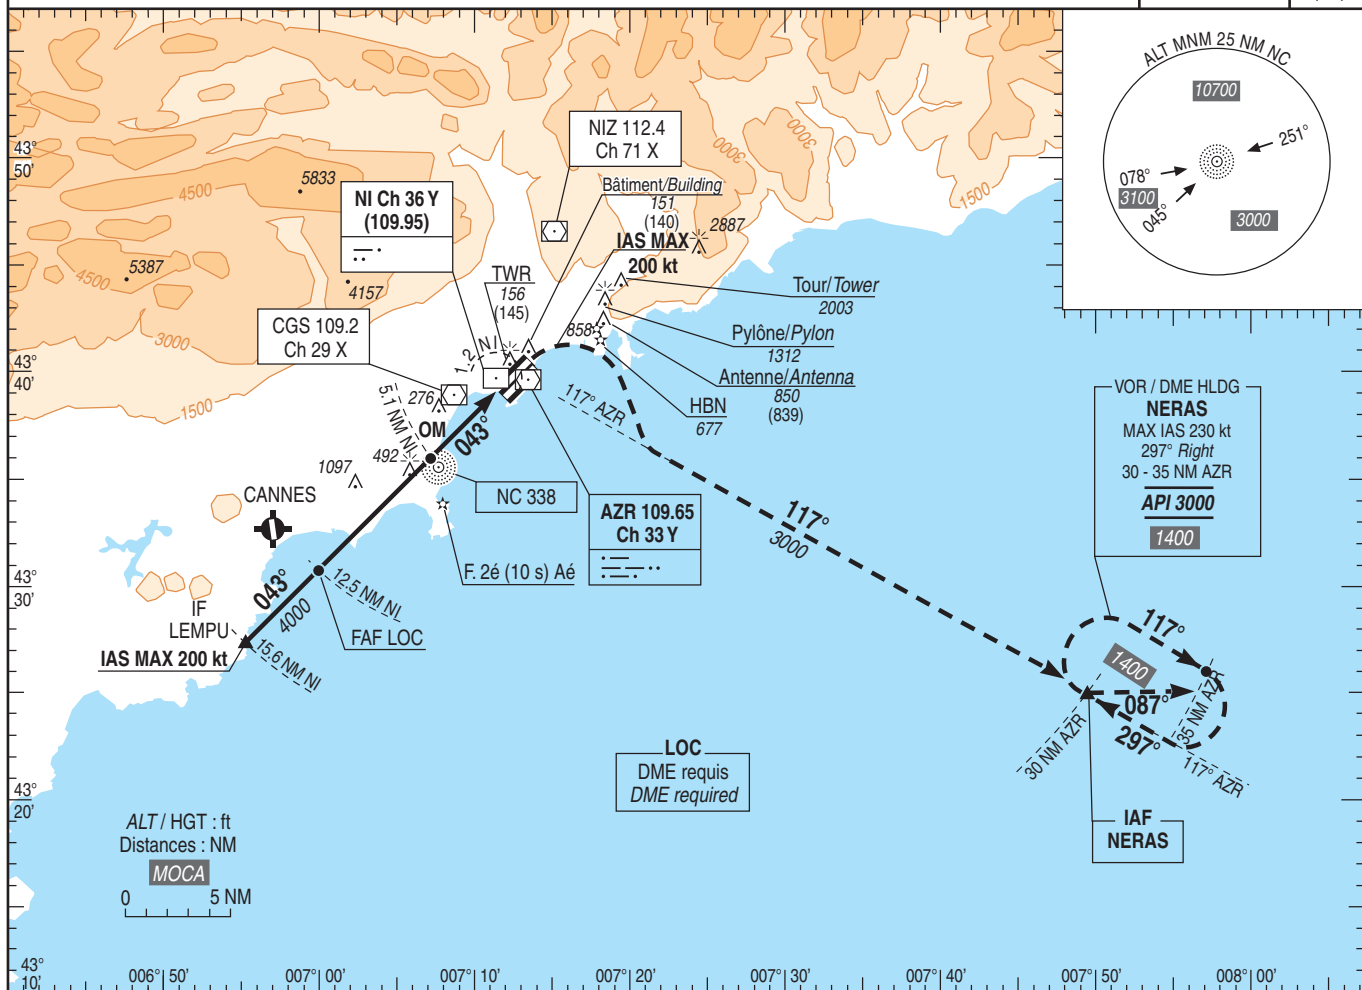 ALT MNM 25 NM NC
10700
251°
078°
3100
045°
3000
43°
50'
43°
40'
43°
30'
43°
20'
43°
10'
5833
4500
4500
5387
4157
3000
1500
3000
3000
1500
NIZ 112.4
Ch 71 X
NI Ch 36 Y
(109.95)
Bâtiment/Building
151
(140)
2887
IAS MAX
200 kt
TWR
156
(145)
CGS 109.2
Ch 29 X
1.2 NI
858
Tour/Tower
2003
Pylône/Pylon
1312
Antenne/Antenna
850
(839)
HBN
677
117° AZR
276
5.1 NM NI
OM
043°
492
1097
CANNES
NC 338
AZR 109.65
Ch 33 Y
F. 2é (10 s) Aé
117°
3000
VOR / DME HLDG
NERAS
MAX IAS 230 kt
297° Right
30 - 35 NM AZR
API 3000
1400
043°
4000
12.5 NM NI
IF
LEMPU
IAS MAX 200 kt
15.6 NM NI
FAF LOC
117°
1400
087°
297°
35 NM AZR
30 NM AZR
117° AZR
IAF
NERAS
LOC
DME requis
DME required
ALT / HGT : ft
Distances : NM
MOCA
0 5 NM
006° 50' 007° 00' 007° 10' 007° 20' 007° 30' 007° 40' 007° 50' 008° 00'